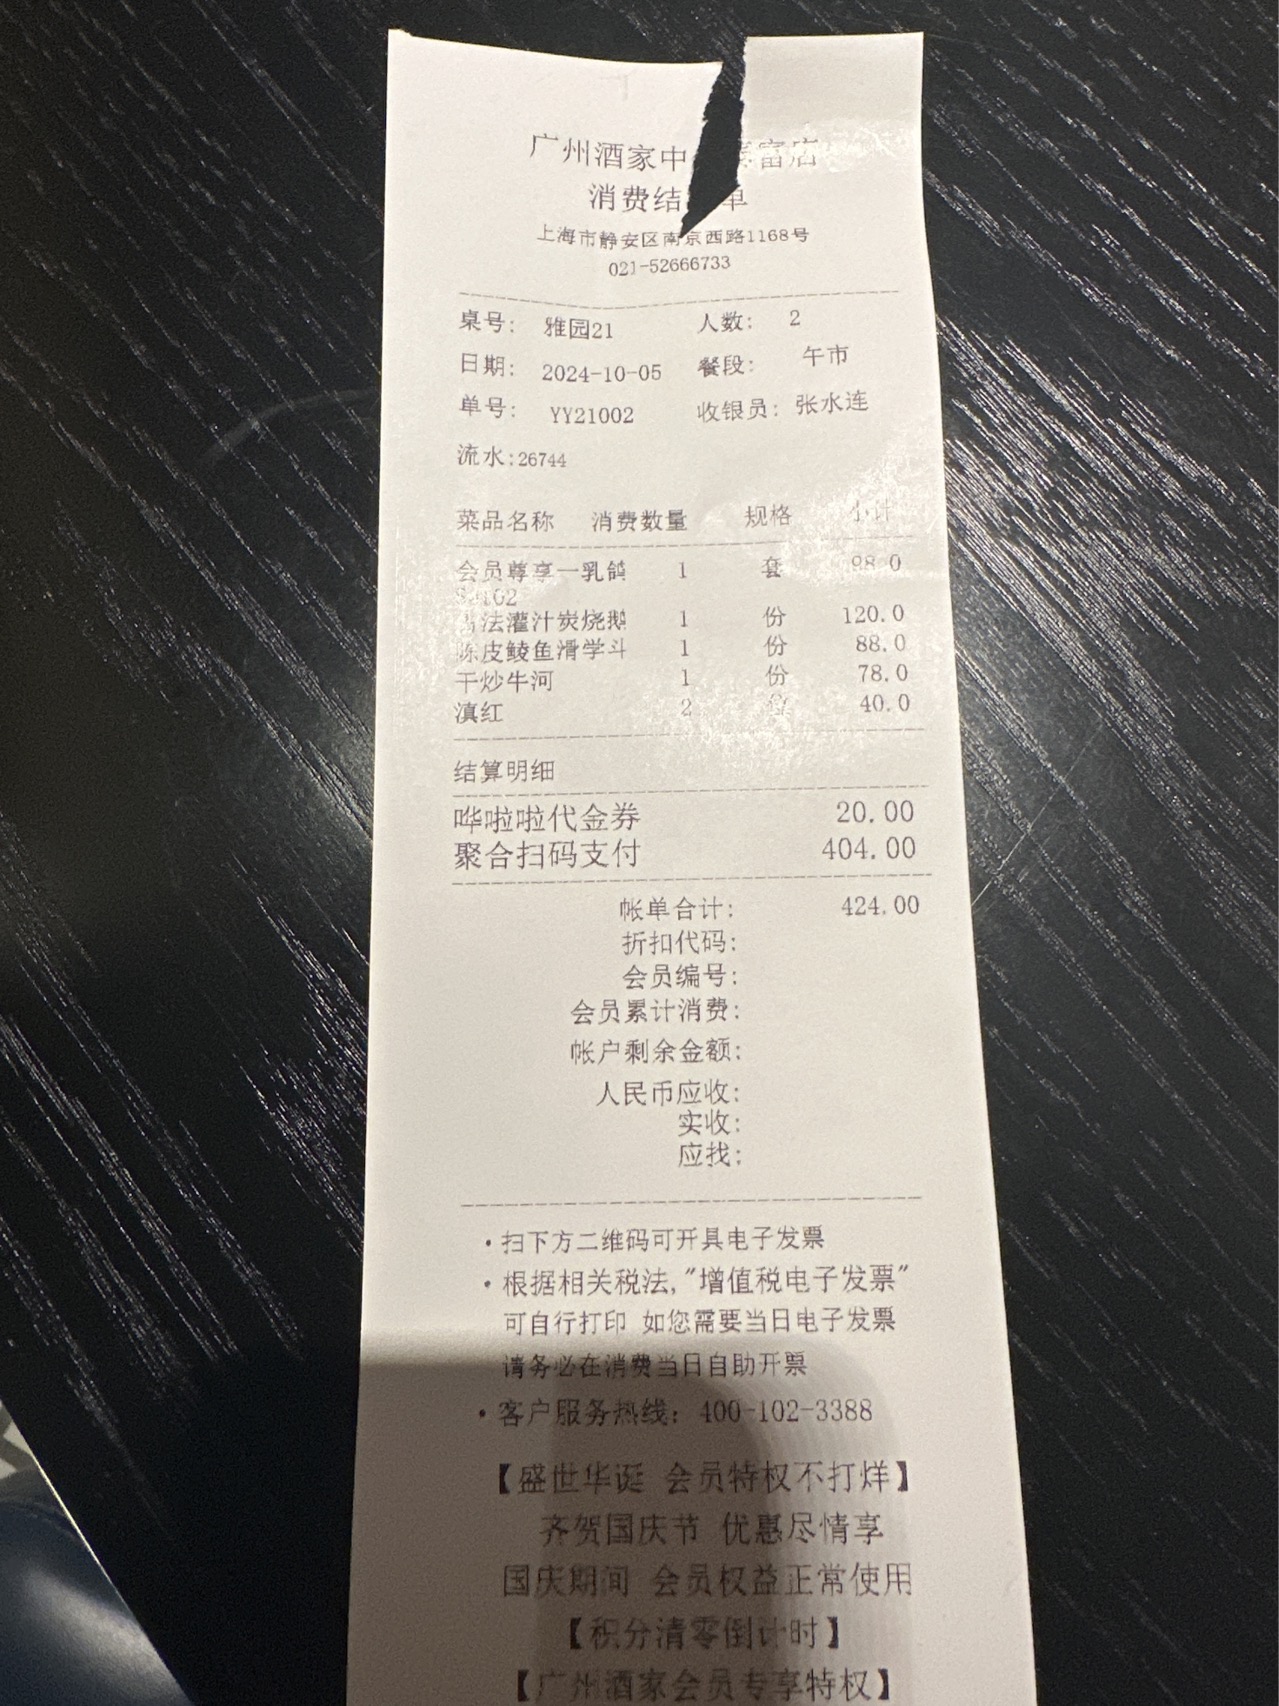 广州酒家中 富店
消费结 单
上海市静安区南京西路1168号
021-52666733
桌号: 雅园21 人数: 2
日期: 2024-10-05 餐段: 午市
单号: YY21002 收银员: 张水连
流水:26744
菜品名称 消费数量 规格 小计
会员尊享一乳鸽 1 套 98.0
法灌汁炭烧鹅 1 份 120.0
陈皮鲮鱼滑学斗 1 份 88.0
干炒牛河 1 份 78.0
滇红 2 位 40.0
结算明细
哗啦啦代金券 20.00
聚合扫码支付 404.00
帐单合计: 424.00
折扣代码:
会员编号:
会员累计消费:
帐户剩余金额:
人民币应收:
实收:
应找:
·扫下方二维码可开具电子发票
·根据相关税法,"增值税电子发票"
可自行打印 如您需要当日电子发票
请务必在消费当日自助开票
·客户服务热线: 400-102-3388
【盛世华诞 会员特权不打烊】
齐贺国庆节 优惠尽情享
国庆期间 会员权益正常使用
【积分清零倒计时】
【广州酒家会员专享特权】